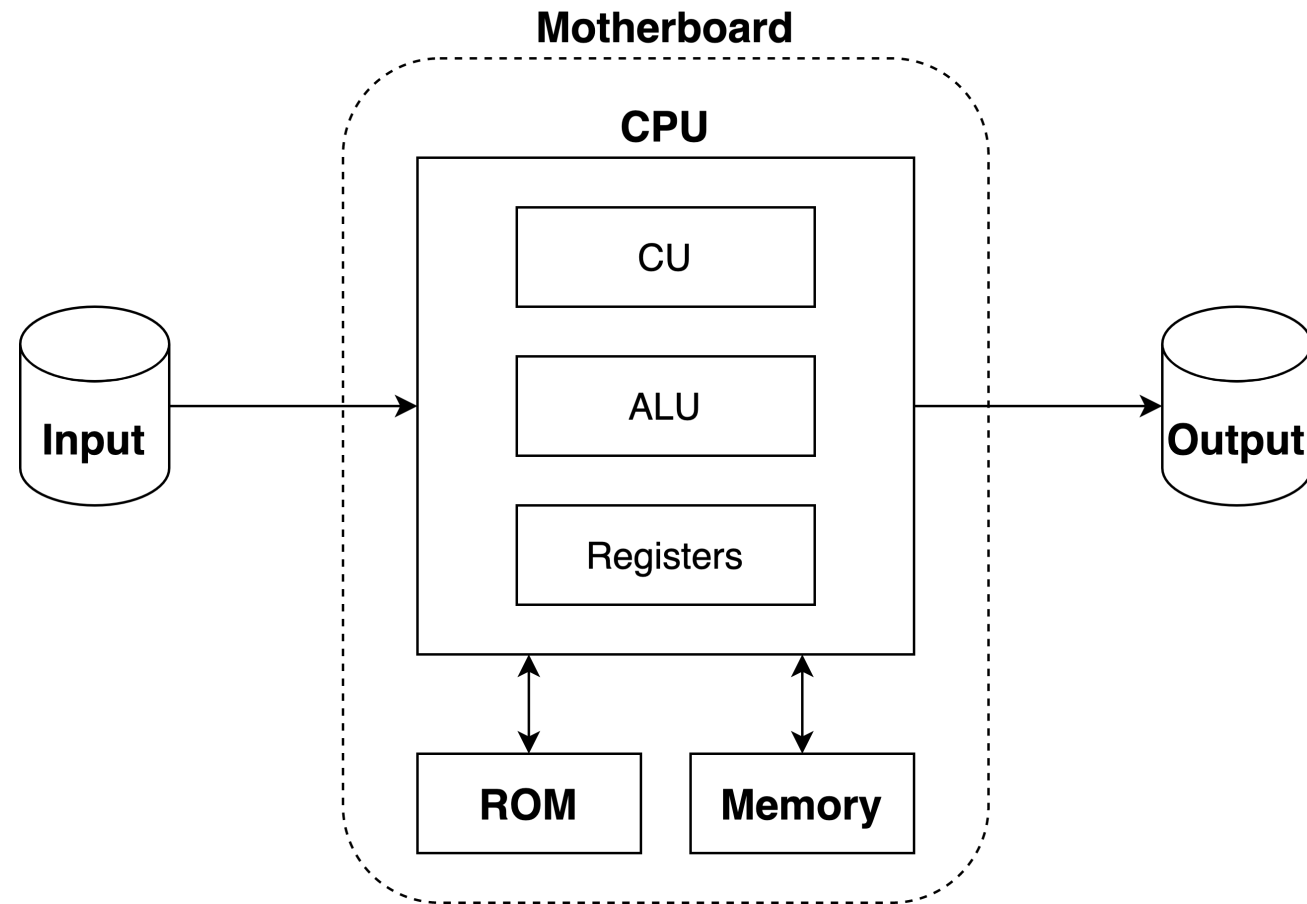 Motherboard
CPU
CU
ALU
Registers
Input
Output
ROM
Memory